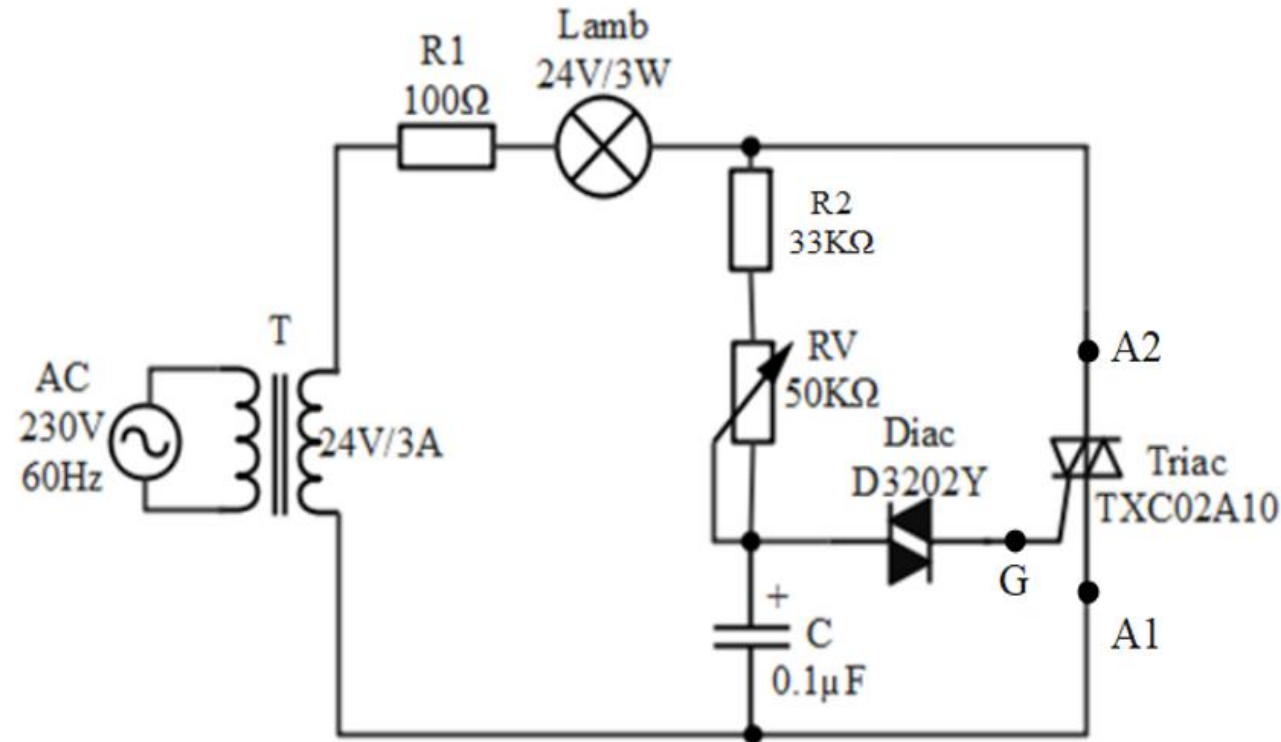 Lamb
24V/3W
R1
100Ω
R2
33KΩ
T
AC
230V
60Hz
24V/3A
RV
50KΩ
A2
Diac
D3202Y
Triac
TXC02A10
G
A1
+
C
0.1μF